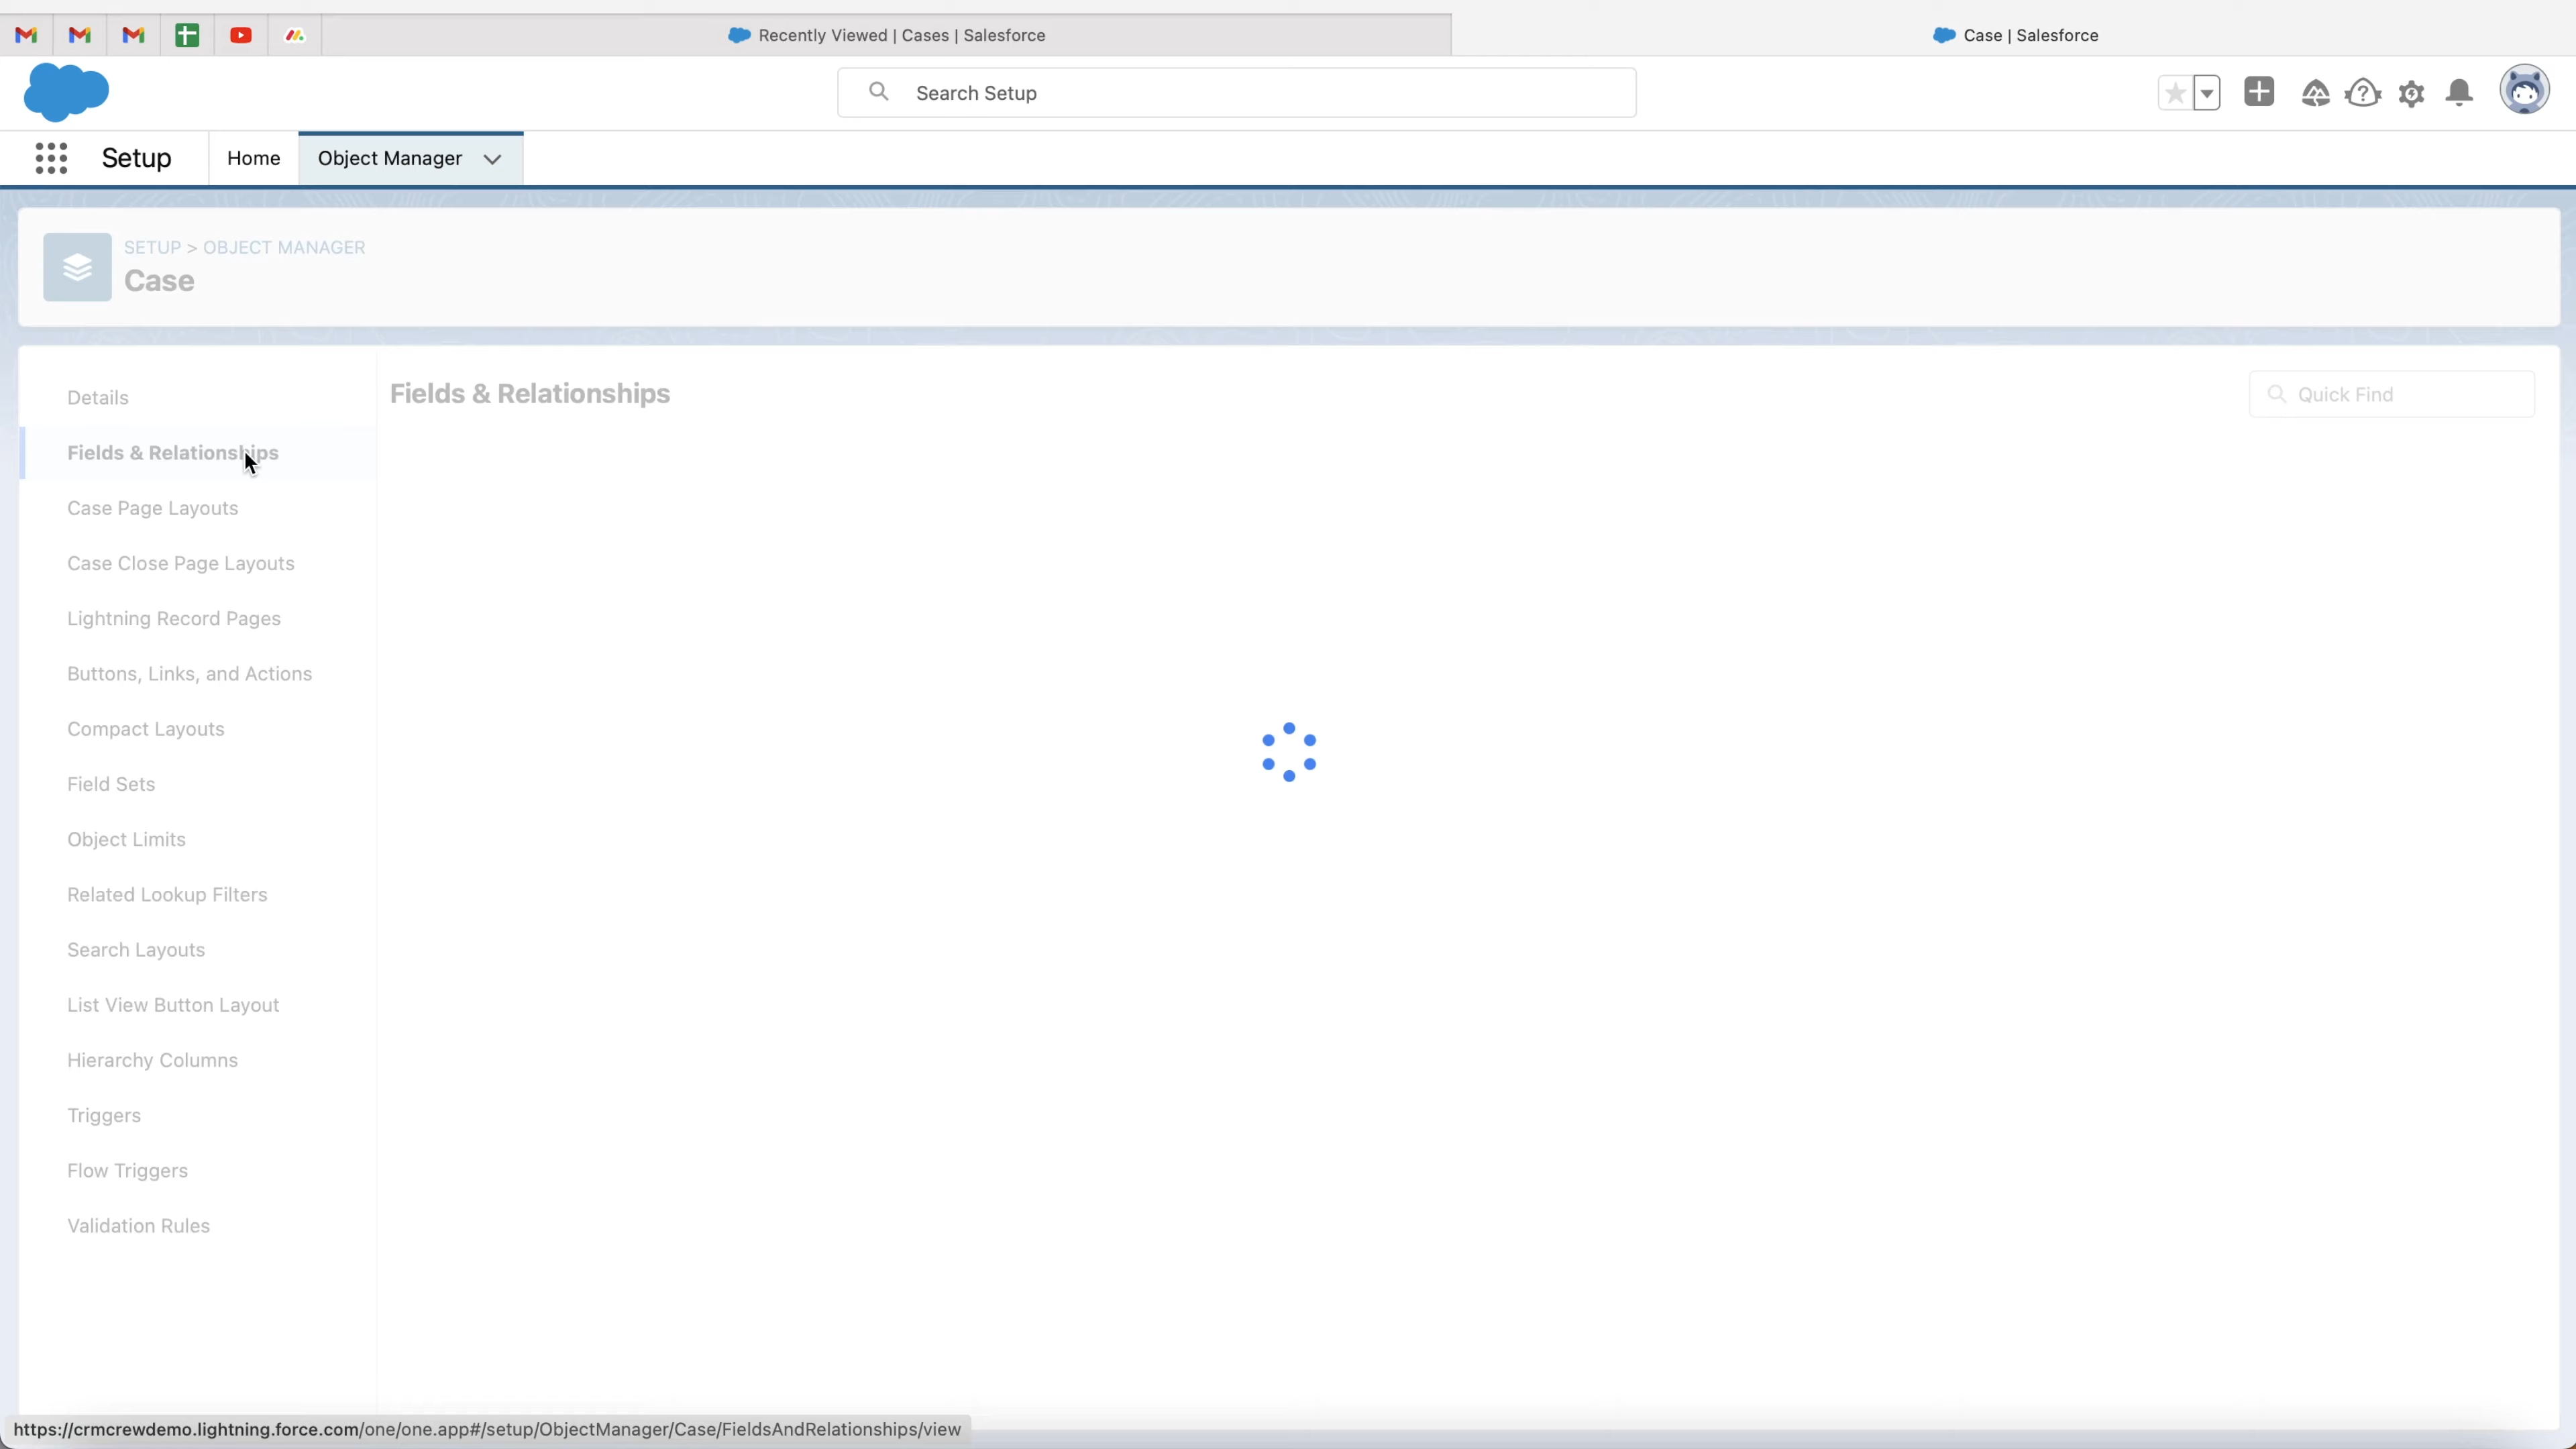 Recently Viewed | Cases | Salesforce
Case | Salesforce
Search Setup
Setup
Home
Object Manager
SETUP > OBJECT MANAGER
Case
Details
Fields & Relationships
Case Page Layouts
Case Close Page Layouts
Lightning Record Pages
Buttons, Links, and Actions
Compact Layouts
Field Sets
Object Limits
Related Lookup Filters
Search Layouts
List View Button Layout
Hierarchy Columns
Triggers
Flow Triggers
Validation Rules
Fields & Relationships
Quick Find
https://crmcrewdemo.lightning.force.com/one/one.app#/setup/ObjectManager/Case/FieldsAndRelationships/view